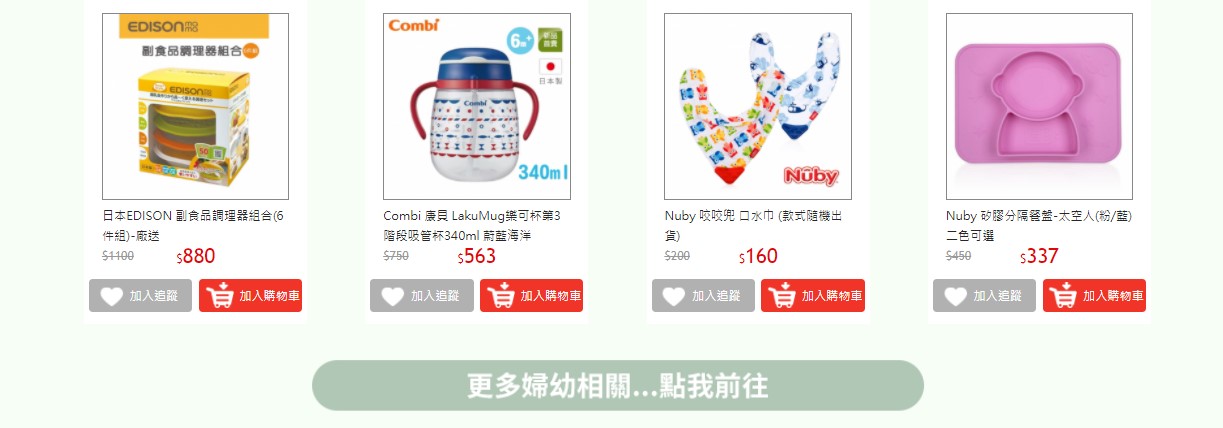 EDISON mama
副食品調理器組合
EDISON
日本EDISON 副食品調理器組合(6
件組)-廠送
$1100 $880
加入追蹤 加入購物車
Combi
6個月+
新品首賣
日本製
Combi
340ml
Combi 康貝 LakuMug樂可杯第3
階段吸管杯340ml 蔚藍海洋
$750 $563
加入追蹤 加入購物車
Nuby
Nuby 咬咬兜 口水巾 (款式隨機出
貨)
$200 $160
加入追蹤 加入購物車
Nuby 矽膠分隔餐盤-太空人(粉/藍)
二色可選
$450 $337
加入追蹤 加入購物車
更多婦幼相關...點我前往